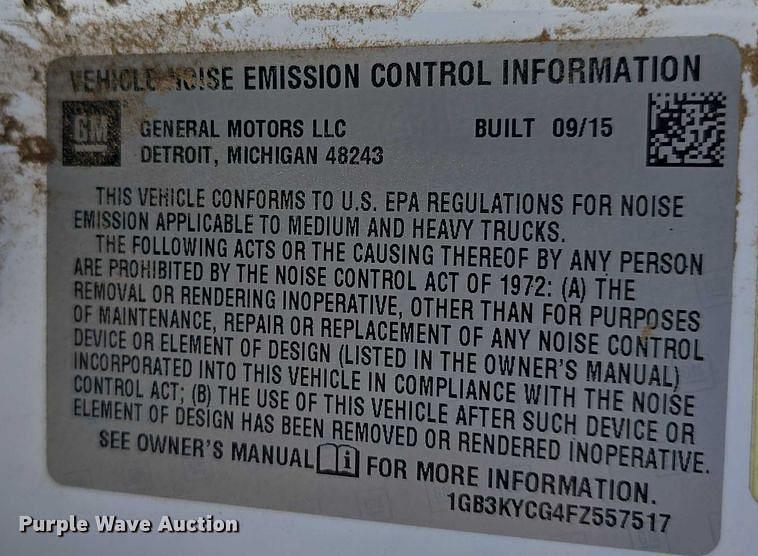 VEHICLE NOISE EMISSION CONTROL INFORMATION
GM
GENERAL MOTORS LLC BUILT 09/15
DETROIT, MICHIGAN 48243
THIS VEHICLE CONFORMS TO U.S. EPA REGULATIONS FOR NOISE
EMISSION APPLICABLE TO MEDIUM AND HEAVY TRUCKS.
THE FOLLOWING ACTS OR THE CAUSING THEREOF BY ANY PERSON
ARE PROHIBITED BY THE NOISE CONTROL ACT OF 1972: (A) THE
REMOVAL OR RENDERING INOPERATIVE, OTHER THAN FOR PURPOSES
OF MAINTENANCE, REPAIR OR REPLACEMENT OF ANY NOISE CONTROL
DEVICE OR ELEMENT OF DESIGN (LISTED IN THE OWNER'S MANUAL)
INCORPORATED INTO THIS VEHICLE IN COMPLIANCE WITH THE NOISE
CONTROL ACT; (B) THE USE OF THIS VEHICLE AFTER SUCH DEVICE OR
ELEMENT OF DESIGN HAS BEEN REMOVED OR RENDERED INOPERATIVE.
SEE OWNER'S MANUAL i FOR MORE INFORMATION.
1GB3KYCG4FZ557517
Purple Wave Auction